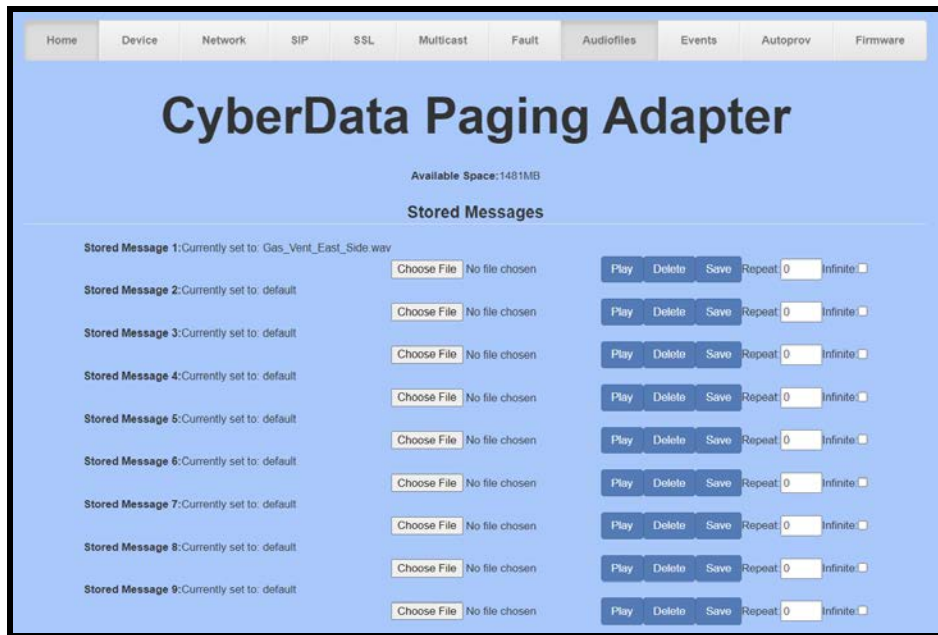 Home Device Network SIP SSL Multicast Fault Audiofiles Events Autoprov Firmware
CyberData Paging Adapter
Available Space:1481MB
Stored Messages
Stored Message 1:Currently set to: Gas_Vent_East_Side.wav
Choose File No file chosen Play Delete Save Repeat: 0 Infinite:
Stored Message 2:Currently set to: default
Choose File No file chosen Play Delete Save Repeat: 0 Infinite:
Stored Message 3:Currently set to: default
Choose File No file chosen Play Delete Save Repeat: 0 Infinite:
Stored Message 4:Currently set to: default
Choose File No file chosen Play Delete Save Repeat: 0 Infinite:
Stored Message 5:Currently set to: default
Choose File No file chosen Play Delete Save Repeat: 0 Infinite:
Stored Message 6:Currently set to: default
Choose File No file chosen Play Delete Save Repeat: 0 Infinite:
Stored Message 7:Currently set to: default
Choose File No file chosen Play Delete Save Repeat: 0 Infinite:
Stored Message 8:Currently set to: default
Choose File No file chosen Play Delete Save Repeat: 0 Infinite:
Stored Message 9:Currently set to: default
Choose File No file chosen Play Delete Save Repeat: 0 Infinite: